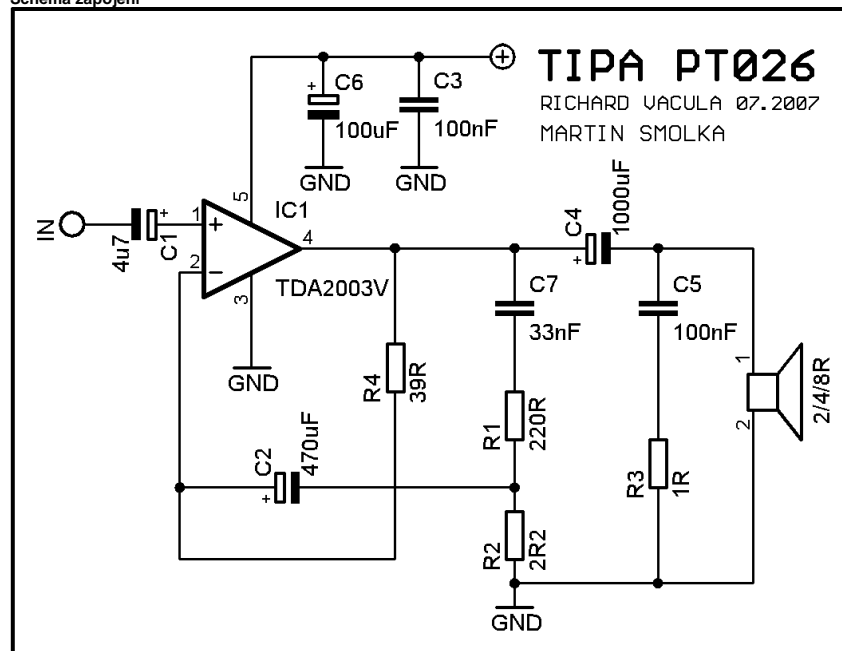 Schéma zapojení
TIPA PT026
RICHARD VACULA 07.2007
MARTIN SMOLKA
C6
100uF
GND
C3
100nF
GND
IN
4u7
C1
1
2
3
4
5
IC1
TDA2003V
GND
C4
1000uF
C7
33nF
C5
100nF
R4
39R
R1
220R
C2
470uF
R3
1R
R2
2R2
GND
1
2
2/4/8R